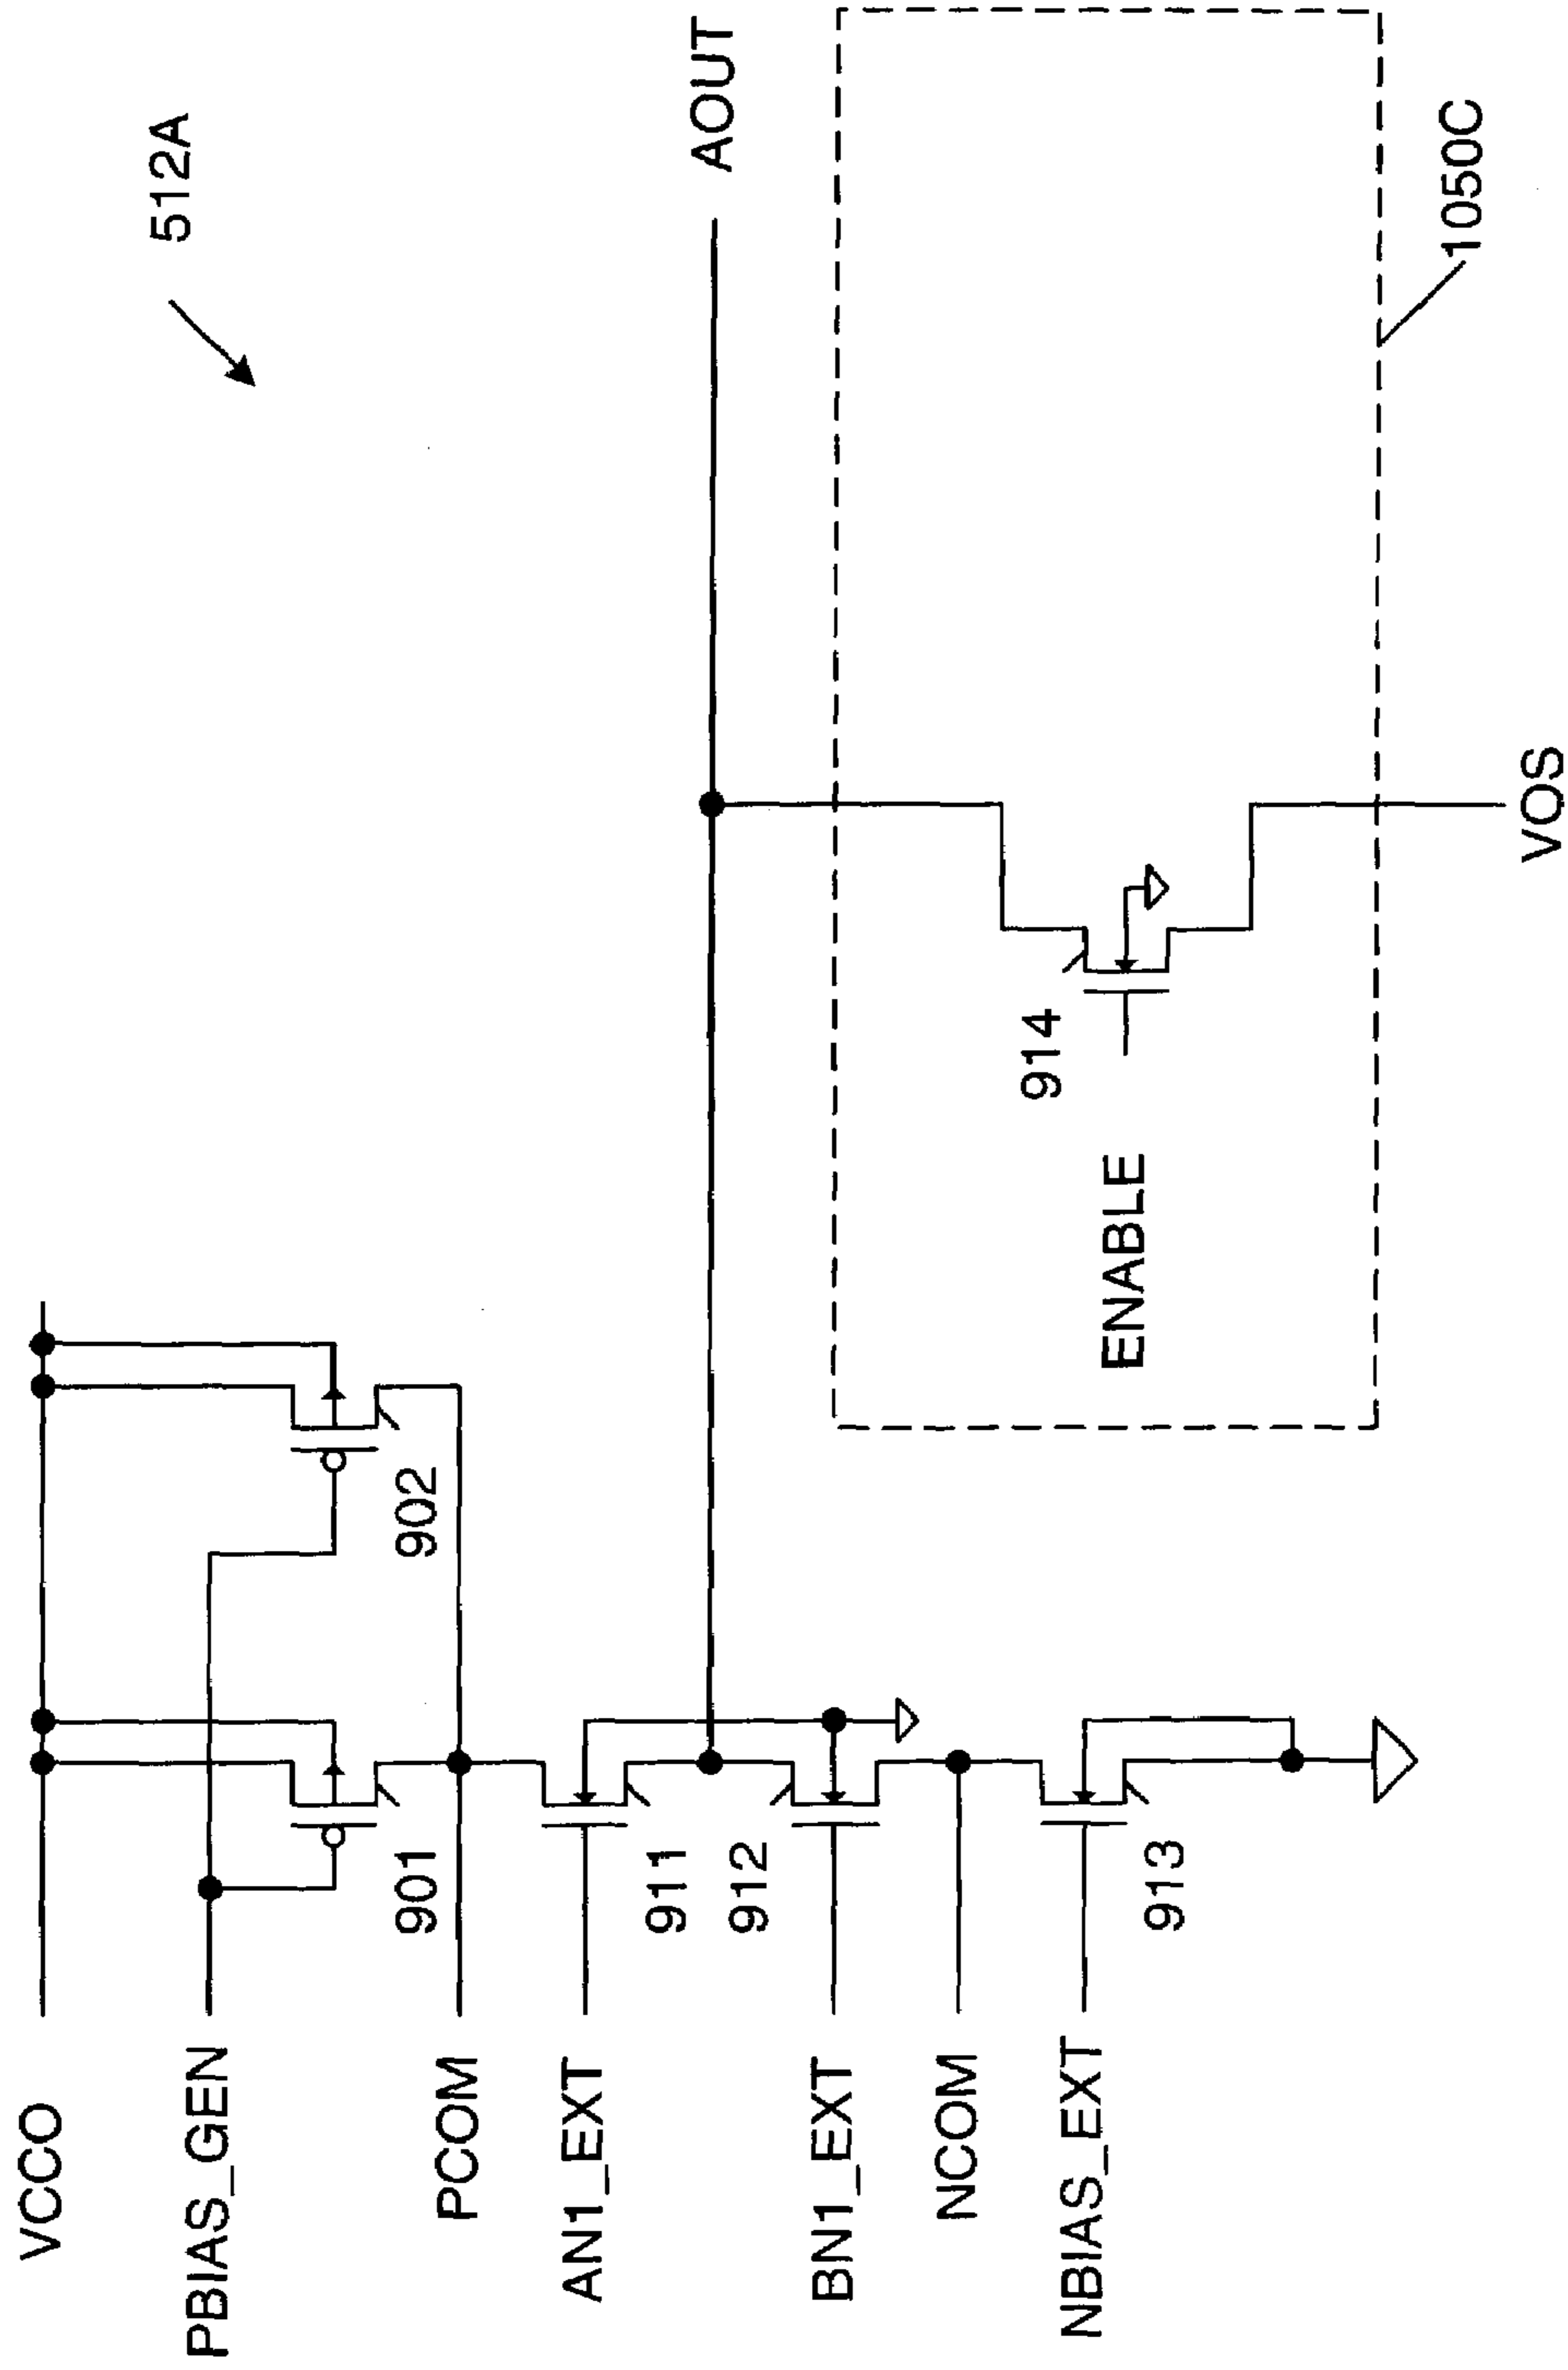 512A
VCCO
PBIAS_GEN
901
902
PCOM
AN1_EXT
911
AOUT
912
BN1_EXT
NCOM
NBIAS_EXT
913
914
ENABLE
1050C
VOS